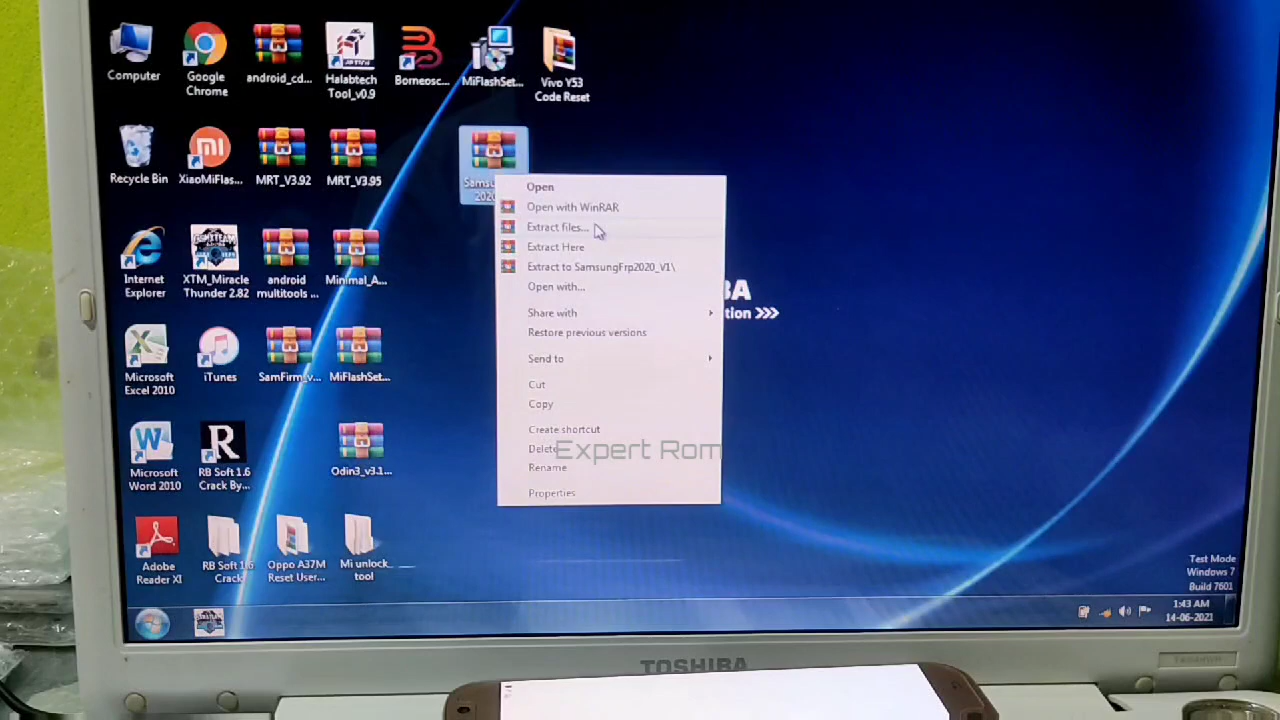 Computer
Google
Chrome
android_cd...
Halabtech
Tool_v0.9
Borneosc...
MiFlashSet...
Vivo Y53
Code Reset
Recycle Bin
XiaoMiFlas...
MRT_V3.92
MRT_V3.95
Internet
Explorer
XTM_Miracle
Thunder 2.82
android
multitools ...
Minimal_A...
Microsoft
Excel 2010
iTunes
SamFirm_v...
MiFlashSet...
Microsoft
Word 2010
RB Soft 1.6
Crack By...
Odin3_v3.1...
Adobe
Reader XI
RB Soft 1.6
Crack
Oppo A37M
Reset User...
Mi unlock
tool
Open
Open with WinRAR
Extract files...
Extract Here
Extract to SamsungFrp2020_V1\
Open with...
Share with
Restore previous versions
Send to
Cut
Copy
Create shortcut
Delete
Rename
Properties
Expert Rom
Test Mode
Windows 7
Build 7601
1:43 AM
14-06-2021
TOSHIBA